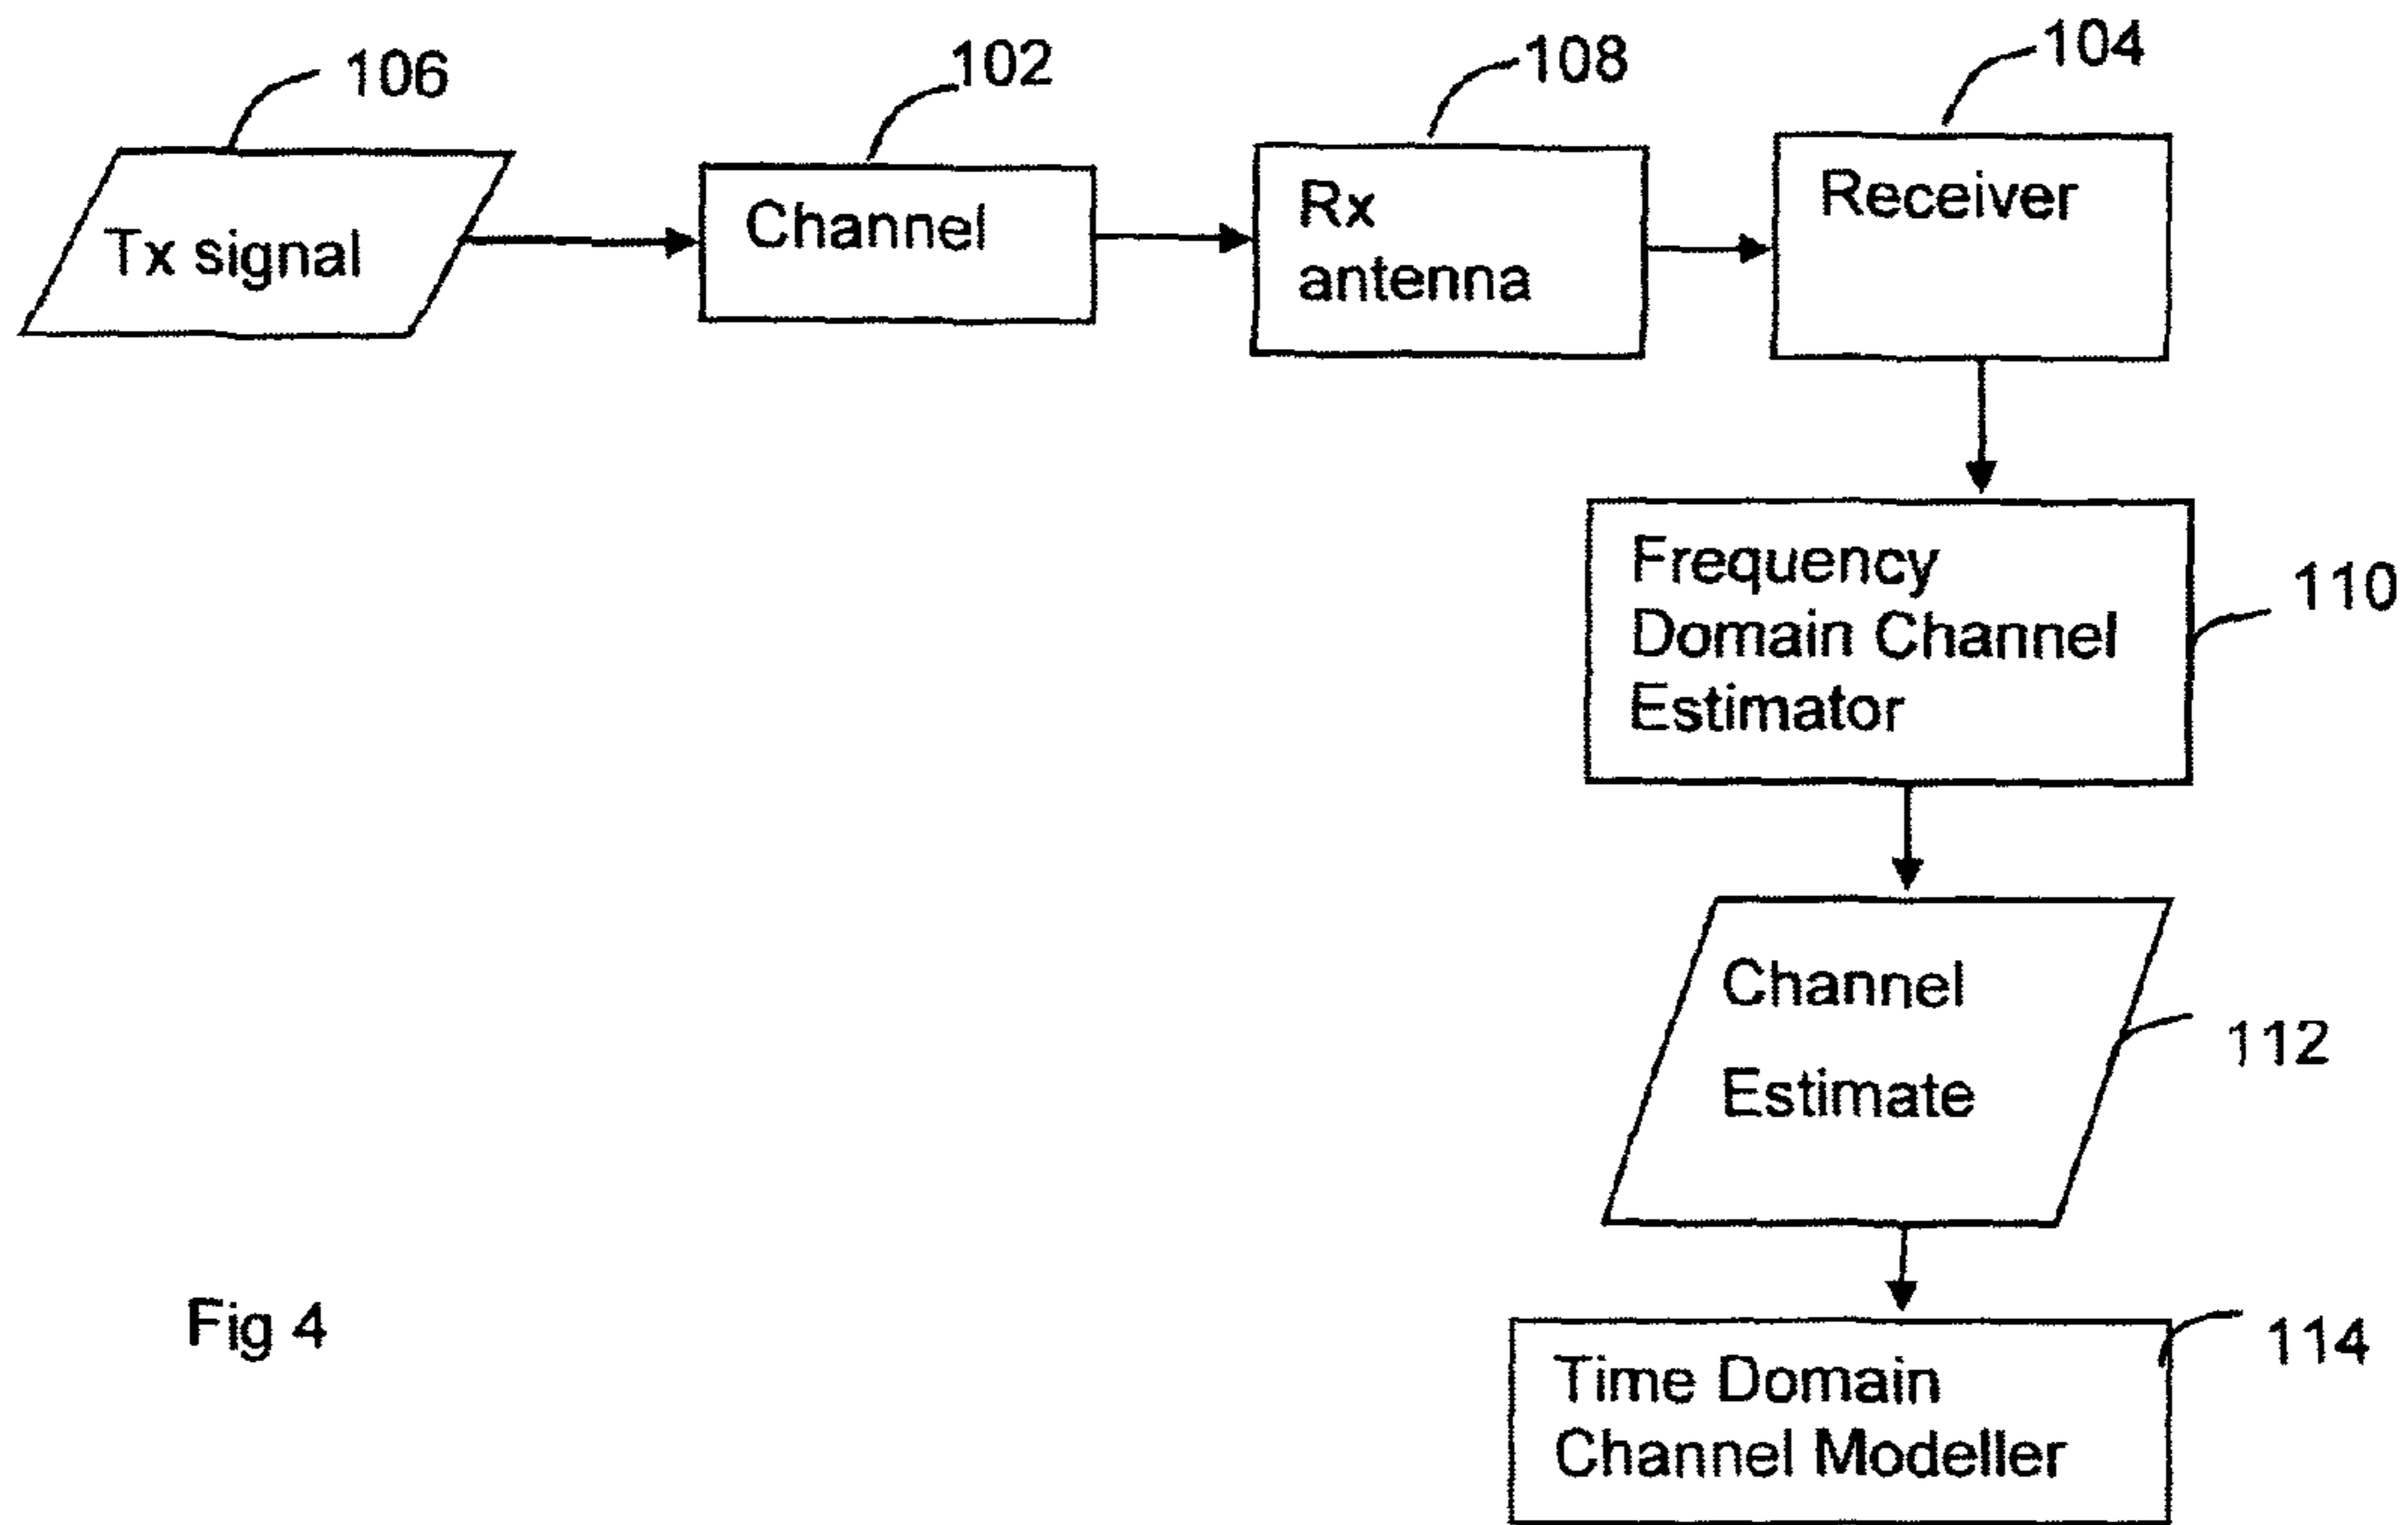 106
102
108
104
Tx signal
Channel
Rx
antenna
Receiver
Frequency
Domain Channel
Estimator
110
Channel
Estimate
112
Time Domain
Channel Modeller
114
Fig 4